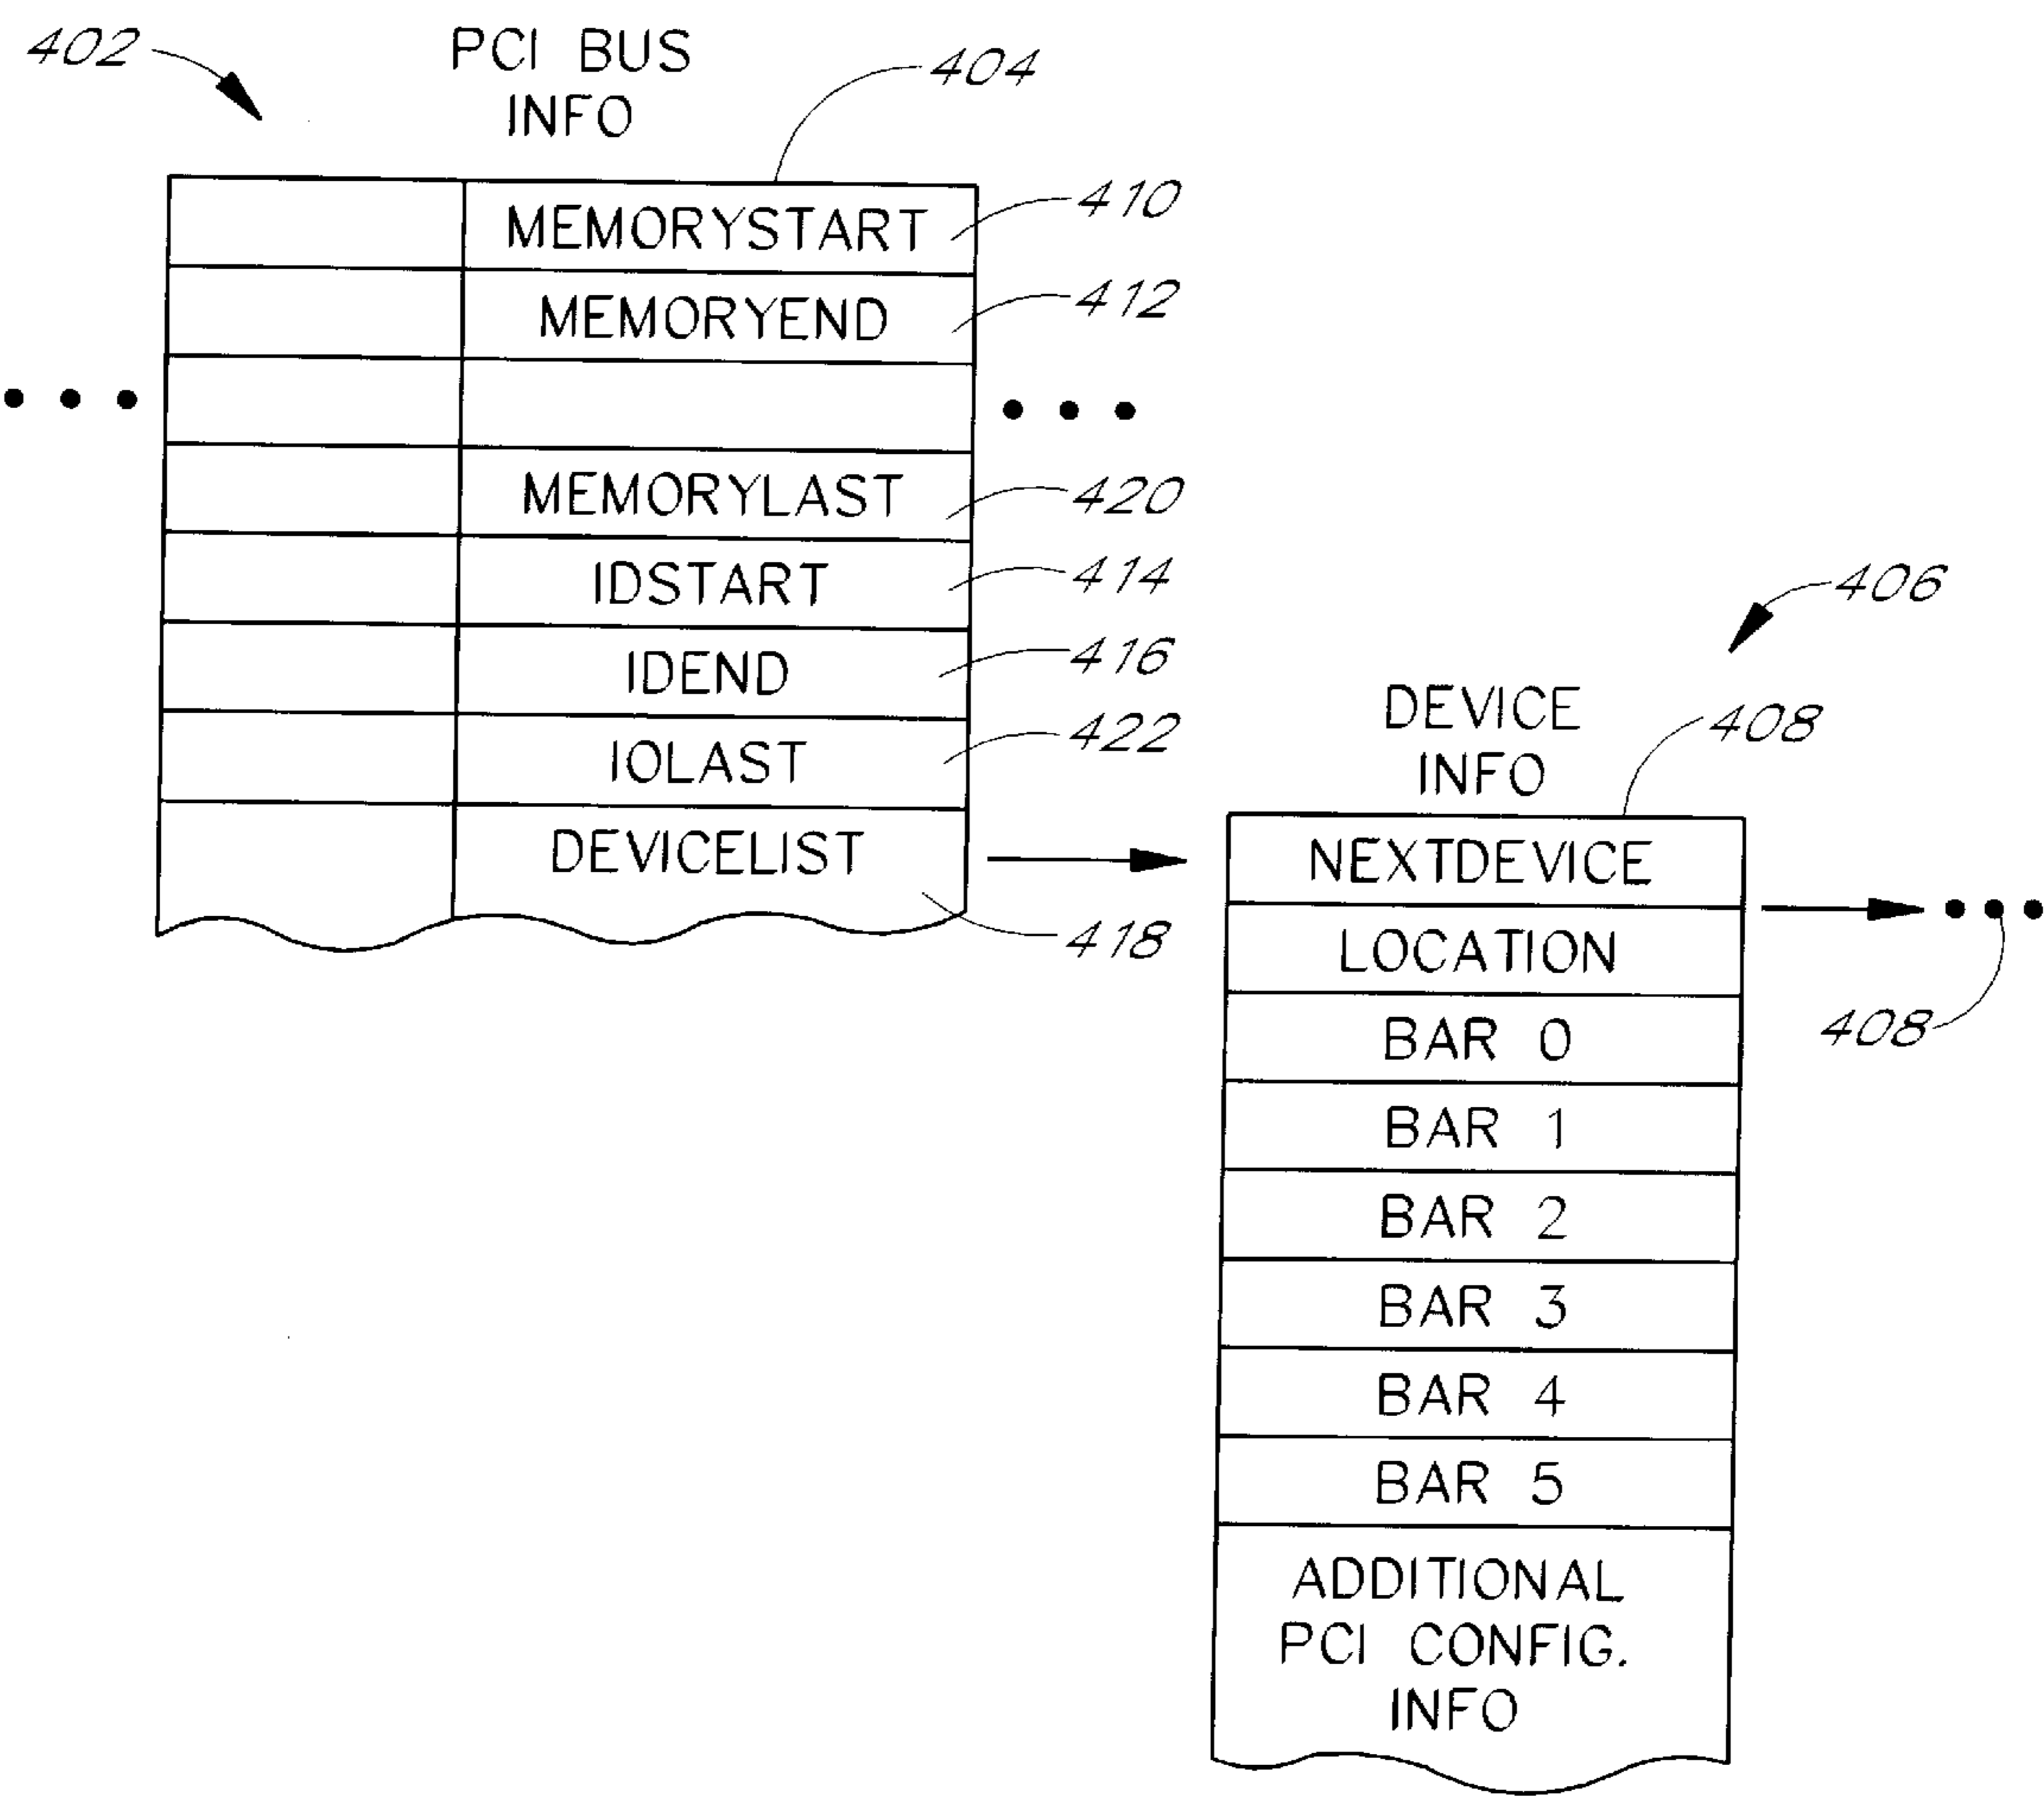 402
PCI BUS
INFO
404
MEMORYSTART
410
MEMORYEND
412
MEMORYLAST
420
IDSTART
414
IDEND
416
IOLAST
422
DEVICELIST
418
406
DEVICE
INFO
408
NEXTDEVICE
LOCATION
408
BAR 0
BAR 1
BAR 2
BAR 3
BAR 4
BAR 5
ADDITIONAL
PCI CONFIG.
INFO